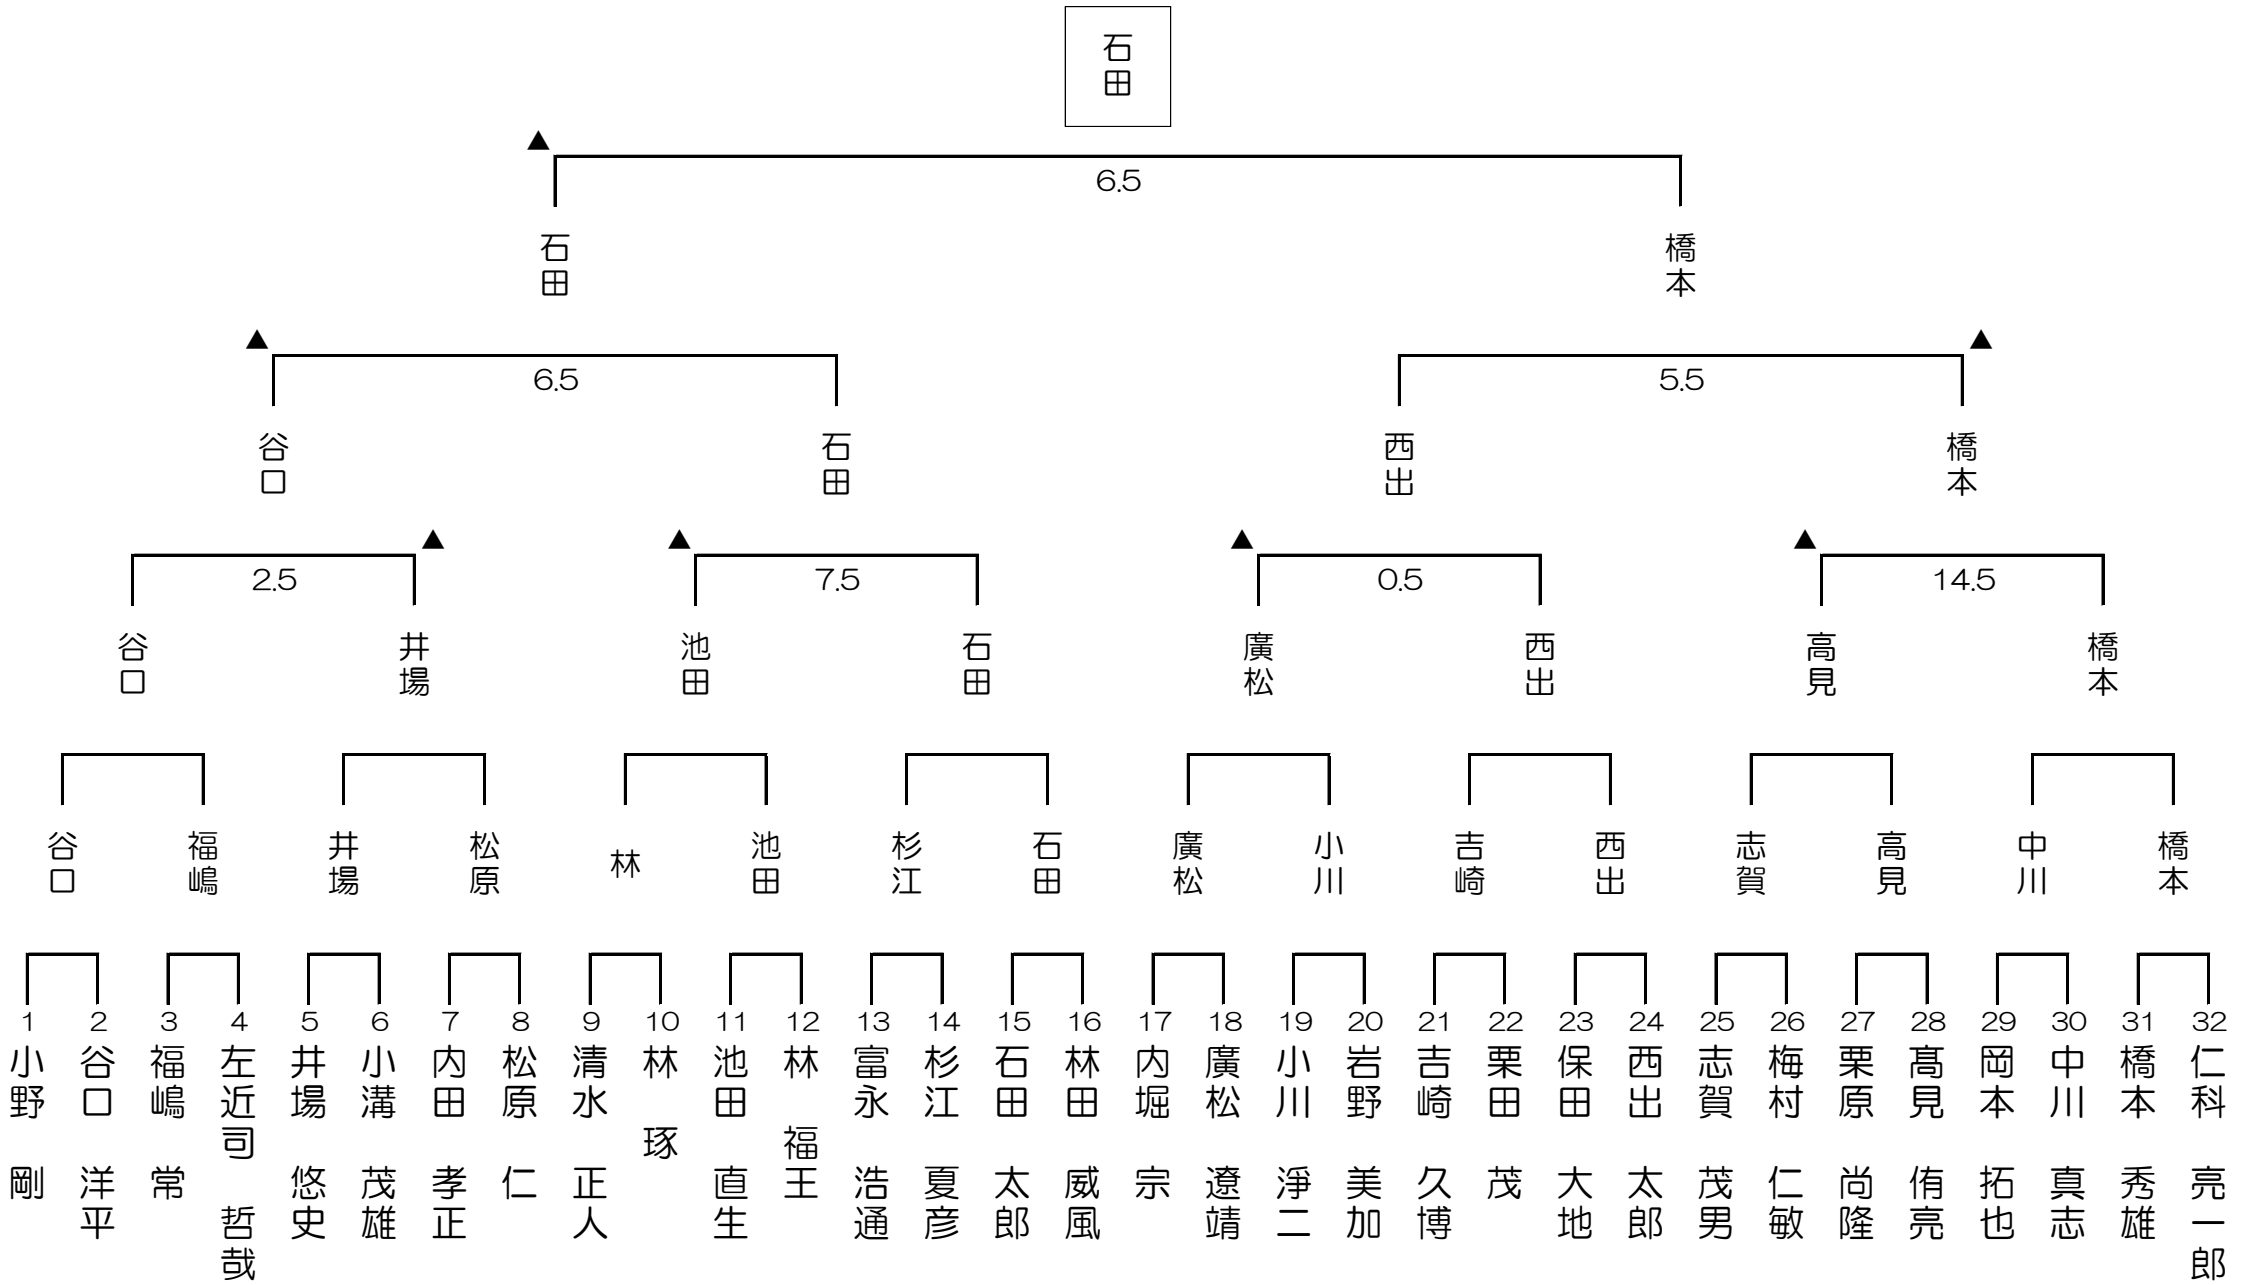 石田
▲
6.5
石田
橋本
▲ ▲
6.5 5.5
谷口 石田 西出 橋本
▲ ▲ ▲ ▲
2.5 7.5 0.5 14.5
谷口 井場 池田 石田 廣松 西出 高見 橋本
谷口 福嶋 井場 松原 林 池田 杉江 石田 廣松 小川 吉崎 西出 志賀 高見 中川 橋本
1 小野 剛
2 谷口 洋平
3 福嶋 常
4 左近司 哲哉
5 井場 悠史
6 小溝 茂雄
7 内田 孝正
8 松原 仁
9 清水 正人
10 林 琢
11 池田 直生
12 林 福王
13 富永 浩通
14 杉江 夏彦
15 石田 太郎
16 林田 威風
17 内堀 宗
18 廣松 遼靖
19 小川 淨二
20 岩野 美加
21 吉崎 久博
22 栗田 茂
23 保田 大地
24 西出 太郎
25 志賀 茂男
26 梅村 仁敏
27 栗原 尚隆
28 髙見 侑亮
29 岡本 拓也
30 中川 真志
31 橋本 秀雄
32 仁科 亮一郎